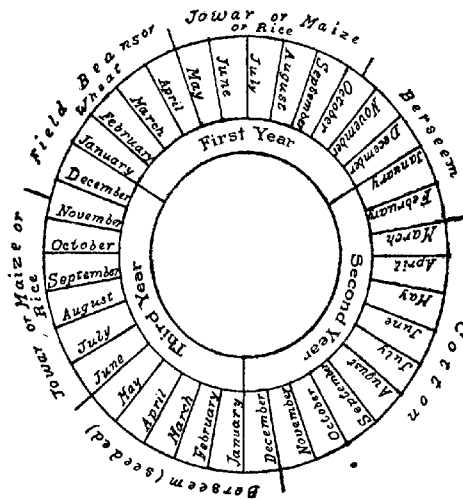 Field Beans or
Wheat
Jowar or Maize
or Rice
Berseem
Cotton
Berseem (seeded)
Jowar, or Maize or
Rice
First Year
January
February
March
April
May
June
July
August
September
October
November
December
Second Year
January
February
March
April
May
June
July
August
September
October
November
December
Third Year
January
February
March
April
May
June
July
August
September
October
November
December